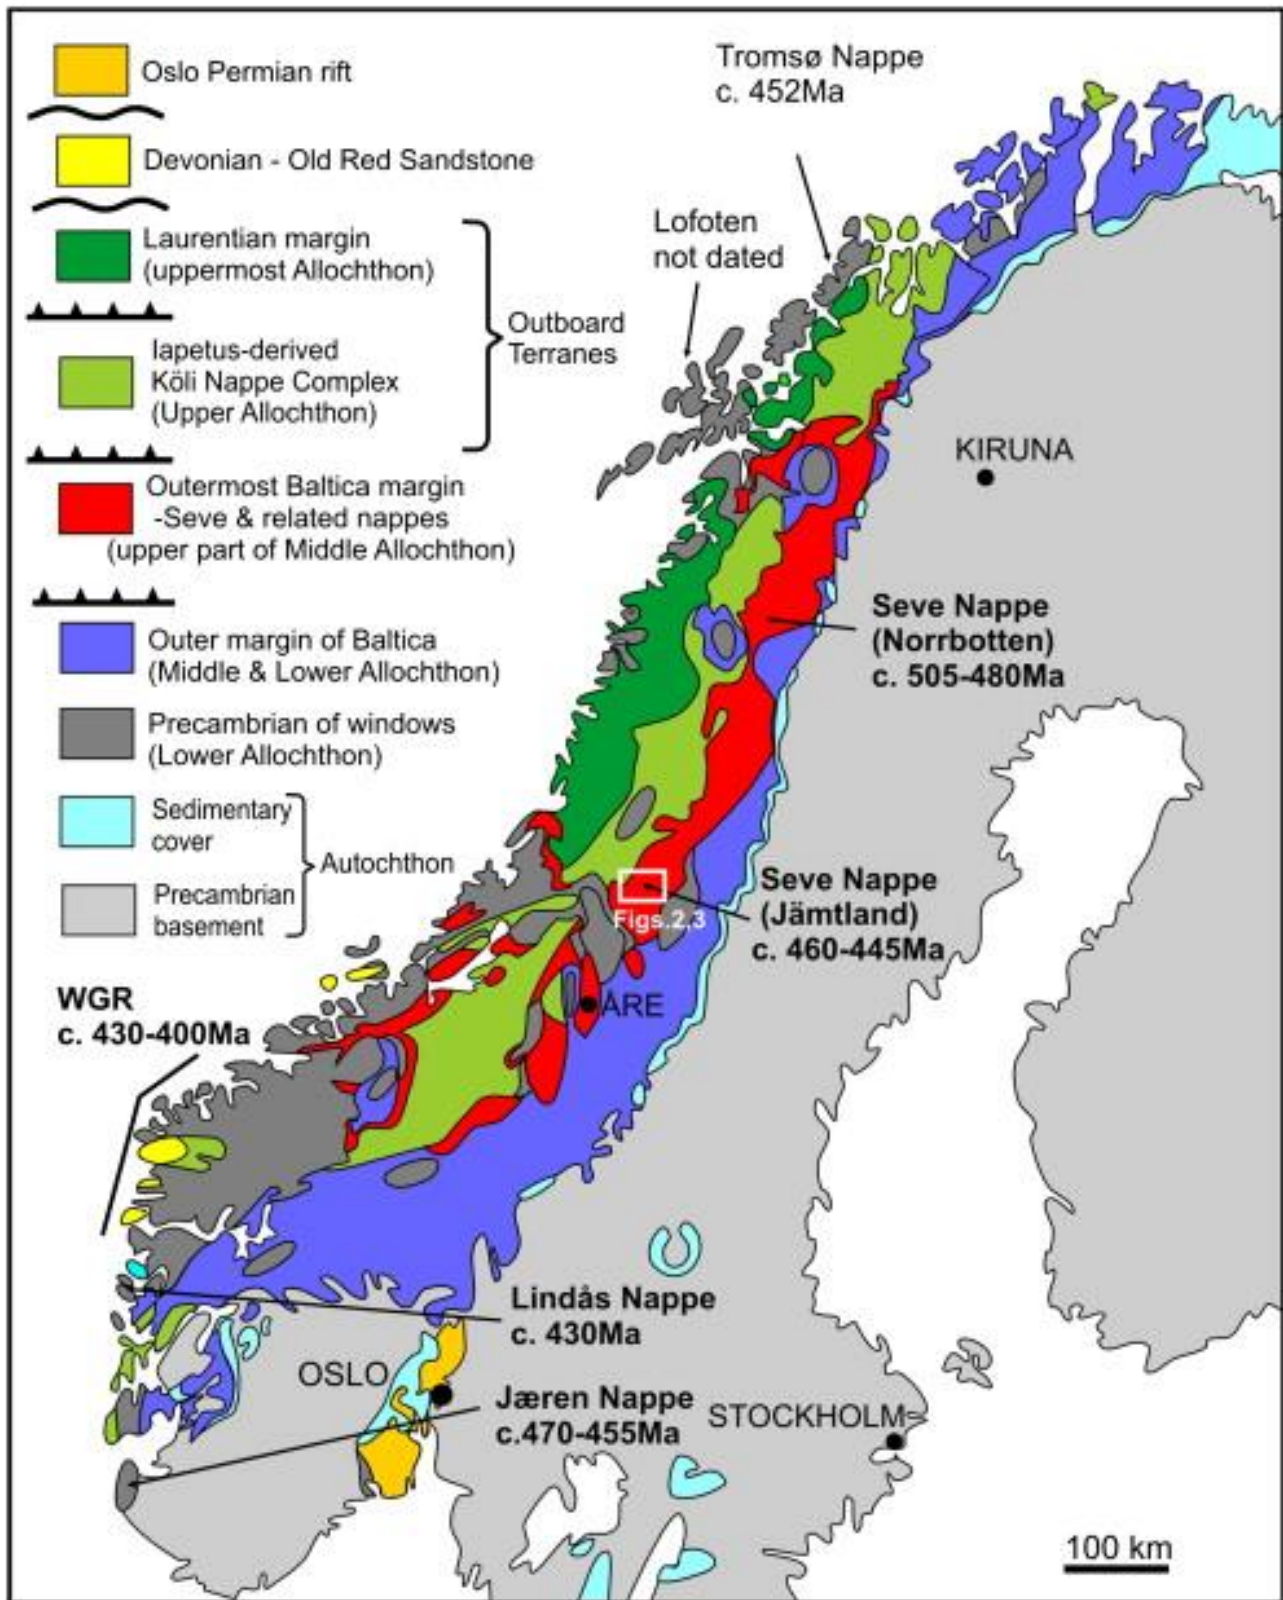 Oslo Permian rift
Devonian - Old Red Sandstone
Laurentian margin
(uppermost Allochthon)
Iapetus-derived
Köli Nappe Complex
(Upper Allochthon)
Outboard
Terranes
Outermost Baltica margin
-Seve & related nappes
(upper part of Middle Allochthon)
Outer margin of Baltica
(Middle & Lower Allochthon)
Precambrian of windows
(Lower Allochthon)
Sedimentary
cover
Precambrian
basement
Autochthon
Tromsø Nappe
c. 452Ma
Lofoten
not dated
KIRUNA
Seve Nappe
(Norrbotten)
c. 505-480Ma
Seve Nappe
(Jämtland)
c. 460-445Ma
Figs.2,3
ÅRE
WGR
c. 430-400Ma
Lindås Nappe
c. 430Ma
OSLO
Jæren Nappe
c.470-455Ma
STOCKHOLM
100 km